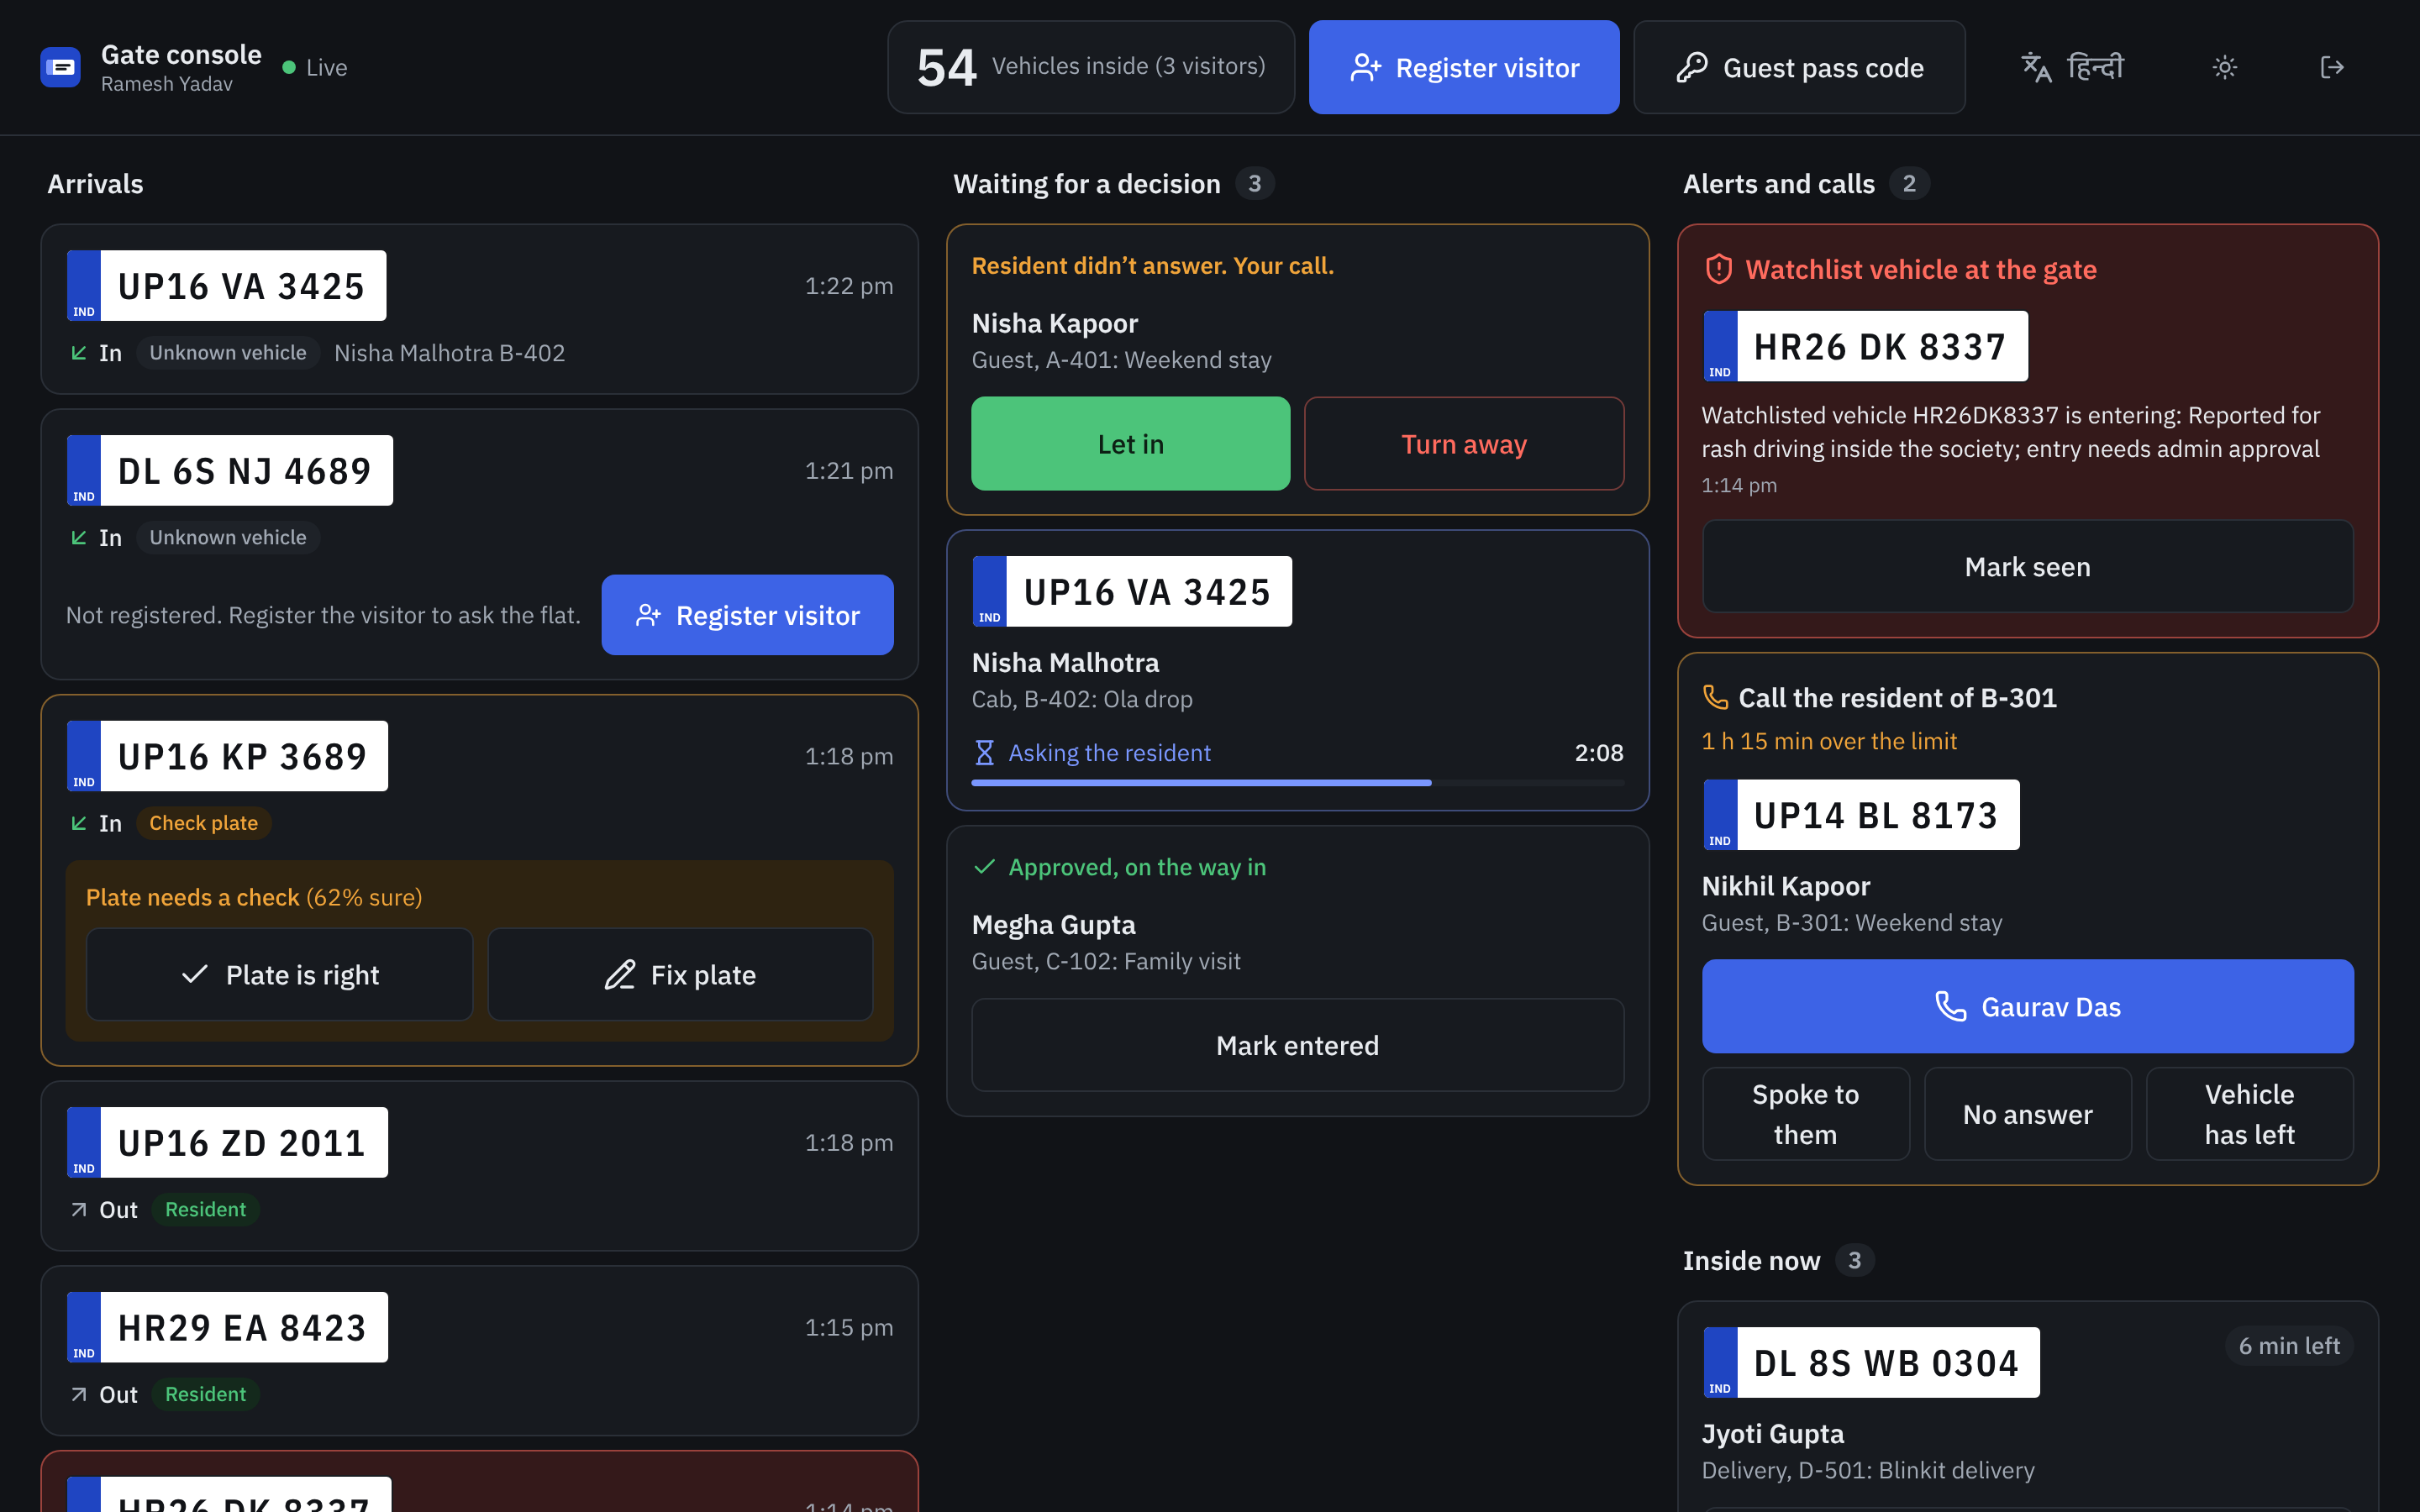 Gate console
Ramesh Yadav
Live
54 Vehicles inside (3 visitors)
Register visitor
Guest pass code
हिन्दी
Arrivals
IND UP16 VA 3425
1:22 pm
In Unknown vehicle Nisha Malhotra B-402
IND DL 6S NJ 4689
1:21 pm
In Unknown vehicle
Not registered. Register the visitor to ask the flat.
Register visitor
IND UP16 KP 3689
1:18 pm
In Check plate
Plate needs a check (62% sure)
Plate is right
Fix plate
IND UP16 ZD 2011
1:18 pm
Out Resident
IND HR29 EA 8423
1:15 pm
Out Resident
HR26 DK 8337
1:14 pm
Waiting for a decision 3
Resident didn’t answer. Your call.
Nisha Kapoor
Guest, A-401: Weekend stay
Let in
Turn away
IND UP16 VA 3425
Nisha Malhotra
Cab, B-402: Ola drop
Asking the resident 2:08
Approved, on the way in
Megha Gupta
Guest, C-102: Family visit
Mark entered
Alerts and calls 2
Watchlist vehicle at the gate
IND HR26 DK 8337
Watchlisted vehicle HR26DK8337 is entering: Reported for
rash driving inside the society; entry needs admin approval
1:14 pm
Mark seen
Call the resident of B-301
1 h 15 min over the limit
IND UP14 BL 8173
Nikhil Kapoor
Guest, B-301: Weekend stay
Gaurav Das
Spoke to
them
No answer
Vehicle
has left
Inside now 3
IND DL 8S WB 0304
6 min left
Jyoti Gupta
Delivery, D-501: Blinkit delivery